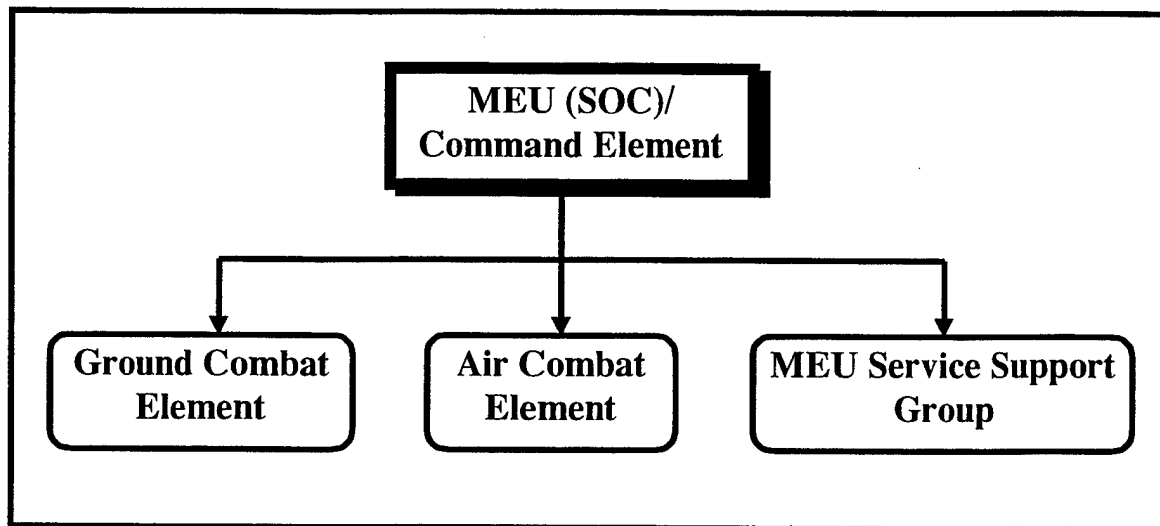 MEU (SOC)/
Command Element
Ground Combat
Element
Air Combat
Element
MEU Service Support
Group